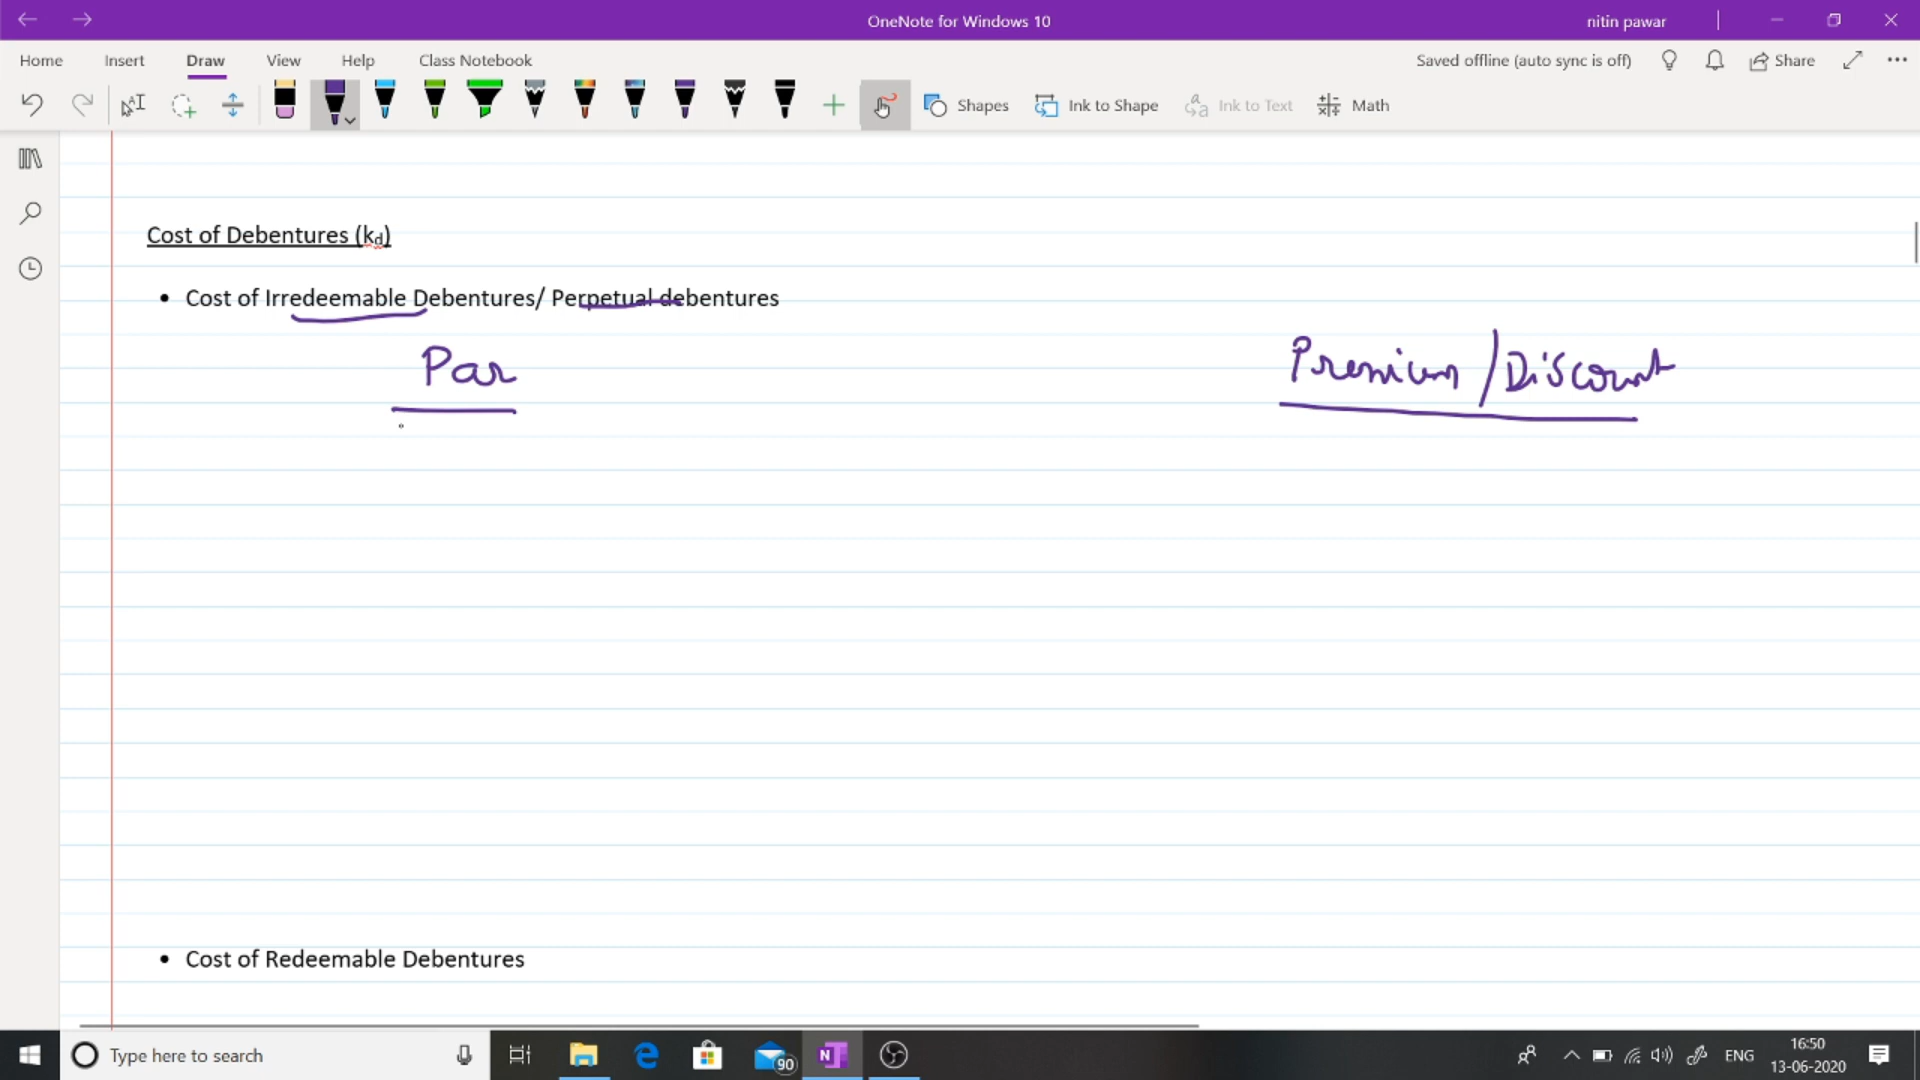 OneNote for Windows 10
nitin pawar
Home Insert Draw View Help Class Notebook
Saved offline (auto sync is off) Share
Shapes Ink to Shape Ink to Text Math
Cost of Debentures (kd)
• Cost of Irredeemable Debentures/ Perpetual debentures
Par
Premium / Discount
• Cost of Redeemable Debentures
Type here to search
90
N
ENG
16:50
13-06-2020